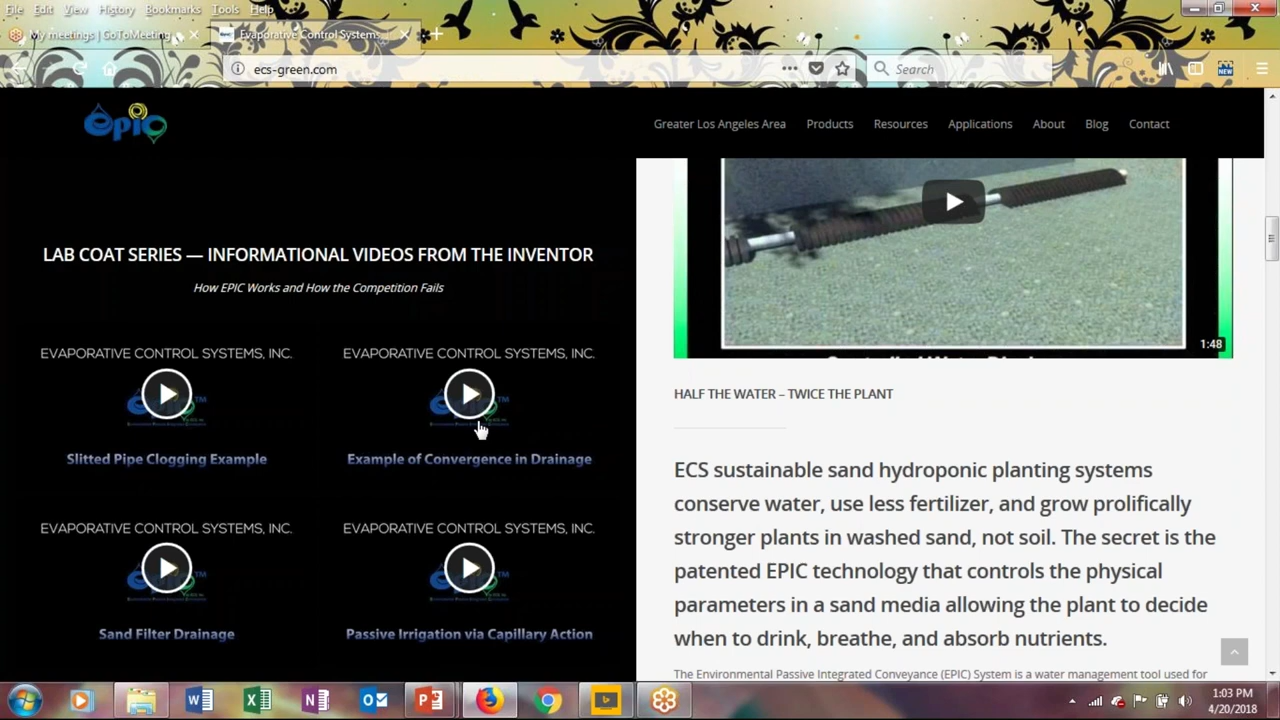 File Edit View History Bookmarks Tools Help
My meetings | GoToMeeting
Evaporative Control Systems,
ecs-green.com
Search
NEW
epic
Greater Los Angeles Area Products Resources Applications About Blog Contact
LAB COAT SERIES — INFORMATIONAL VIDEOS FROM THE INVENTOR
How EPIC Works and How the Competition Fails
EVAPORATIVE CONTROL SYSTEMS, INC.
Slitted Pipe Clogging Example
EVAPORATIVE CONTROL SYSTEMS, INC.
Example of Convergence in Drainage
EVAPORATIVE CONTROL SYSTEMS, INC.
Sand Filter Drainage
EVAPORATIVE CONTROL SYSTEMS, INC.
Passive Irrigation via Capillary Action
1:48
HALF THE WATER – TWICE THE PLANT
ECS sustainable sand hydroponic planting systems
conserve water, use less fertilizer, and grow prolifically
stronger plants in washed sand, not soil. The secret is the
patented EPIC technology that controls the physical
parameters in a sand media allowing the plant to decide
when to drink, breathe, and absorb nutrients.
The Environmental Passive Integrated Conveyance (EPIC) System is a water management tool used for
1:03 PM
4/20/2018